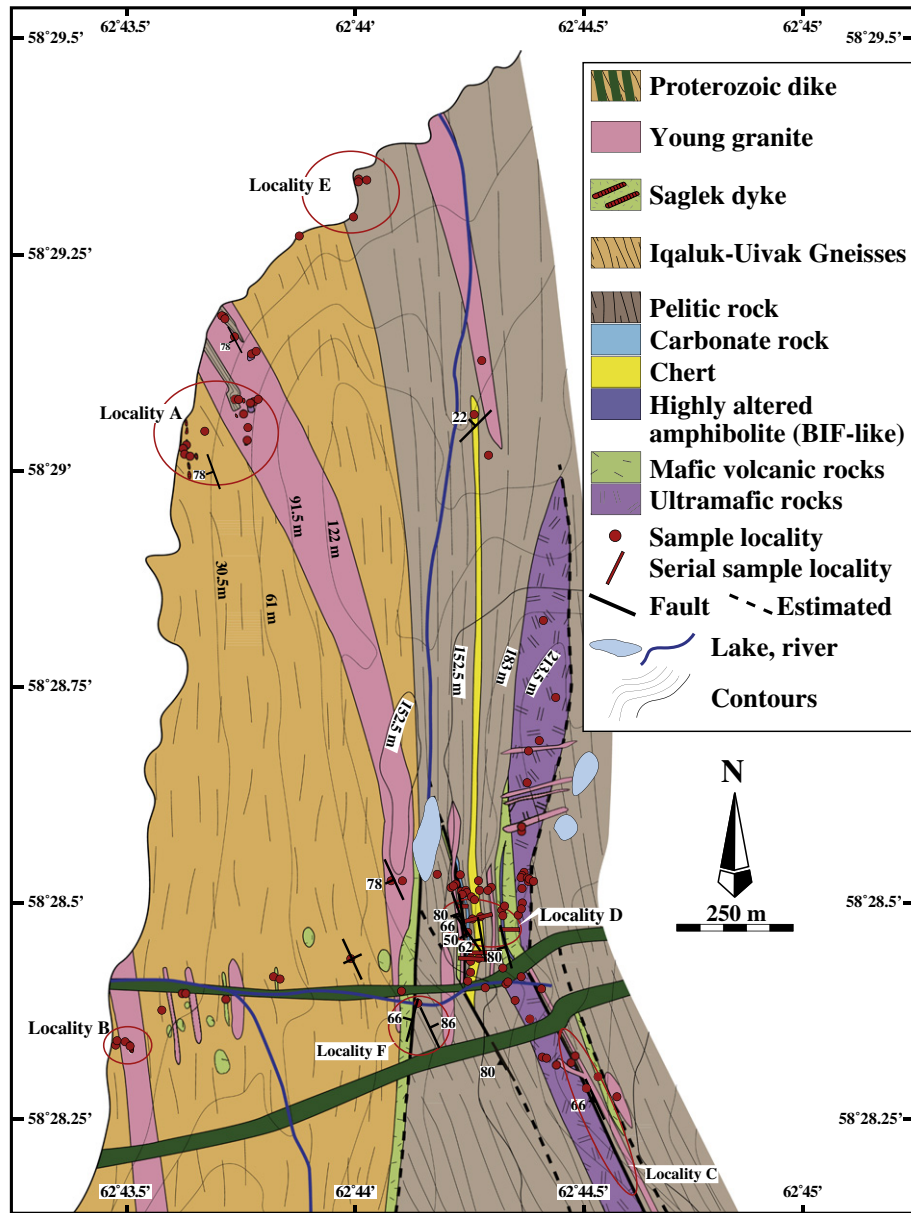 62°43.5’ 62°44’ 62°44.5’ 62°45’
58°29.5’ 58°29.5’
Proterozoic dike
Young granite
Saglek dyke
Iqaluk-Uivak Gneisses
Pelitic rock
Carbonate rock
Chert
Highly altered
amphibolite (BIF-like)
Mafic volcanic rocks
Ultramafic rocks
Sample locality
Serial sample locality
Fault Estimated
Lake, river
Contours
Locality E
58°29.25’
78
Locality A
22
58°29’
78
91.5 m
122 m
30.5m
61 m
152.5 m
183 m
213.5 m
58°28.75’
152.5 m
N
250 m
78
58°28.5’ 58°28.5’
80
Locality D
66
50
62
80
Locality B
66
86
Locality F
80
66
58°28.25’ 58°28.25’
Locality C
62°43.5’ 62°44’ 62°44.5’ 62°45’